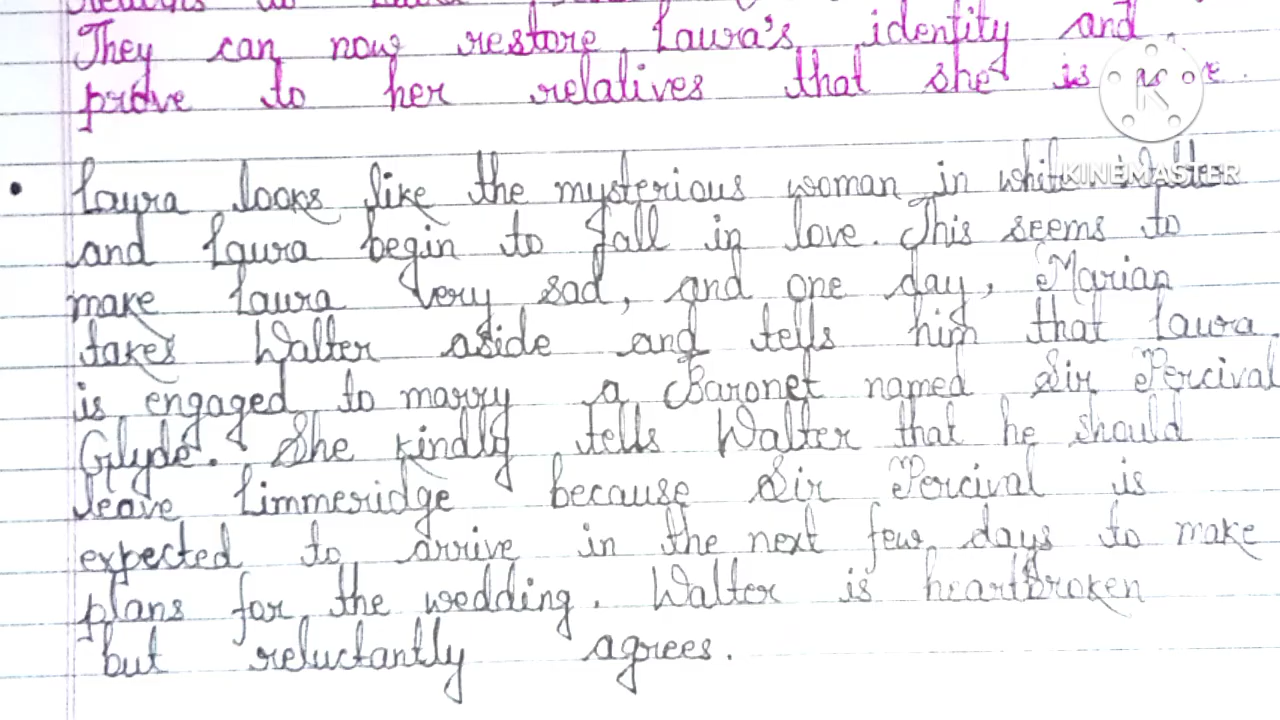 They can now restore Laura's identity and
prove to her relatives that she is
KINEMASTER
Laura looks like the mysterious woman in white
and Laura begin to fall in love. This seems to
make Laura very sad, and one day, Marian
takes Walter aside and tells him that Laura
is engaged to marry a Baronet named Sir Percival
Glyde. She kindly tells Walter that he should
leave Limmeridge because Sir Percival is
expected to arrive in the next few days to make
plans for the wedding. Walter is heartbroken
but reluctantly agrees.